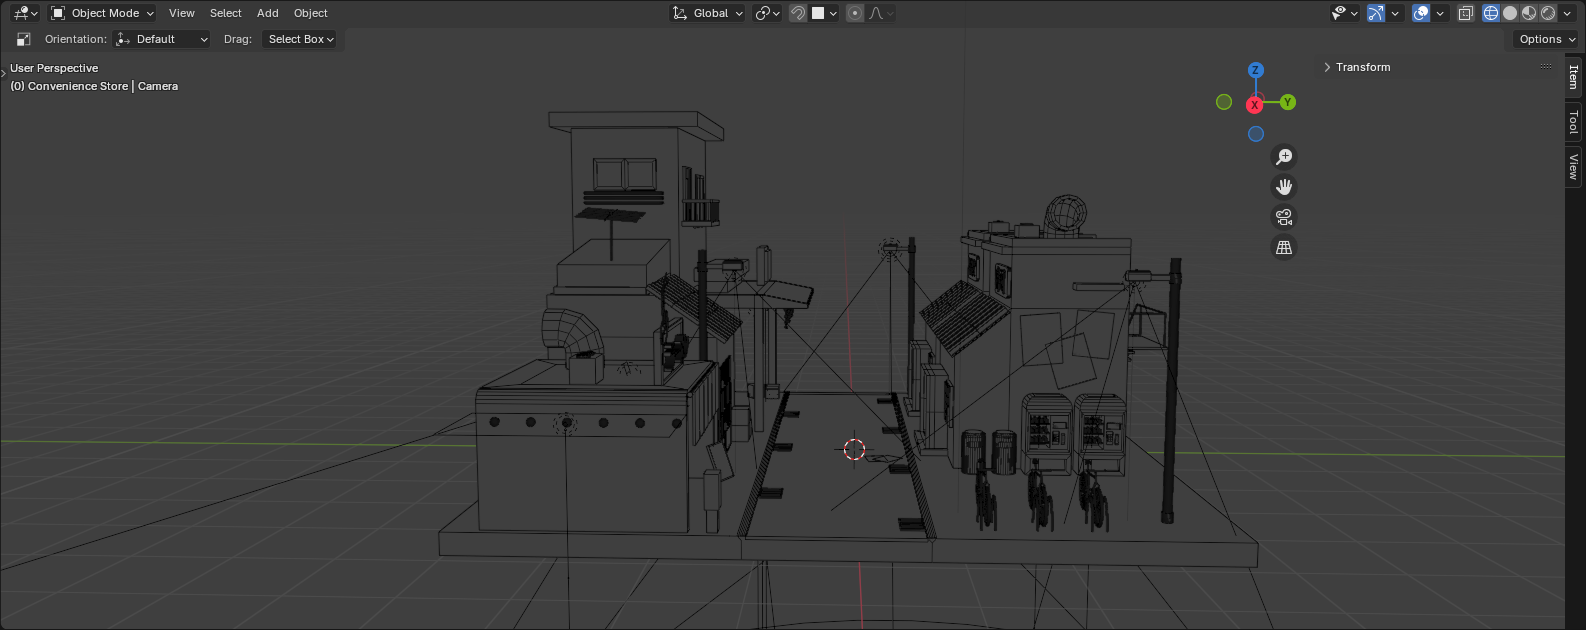 Object Mode View Select Add Object Global
Orientation: Default Drag: Select Box Options
User Perspective
(0) Convenience Store | Camera
Transform
Item
Tool
View
Z
X
Y